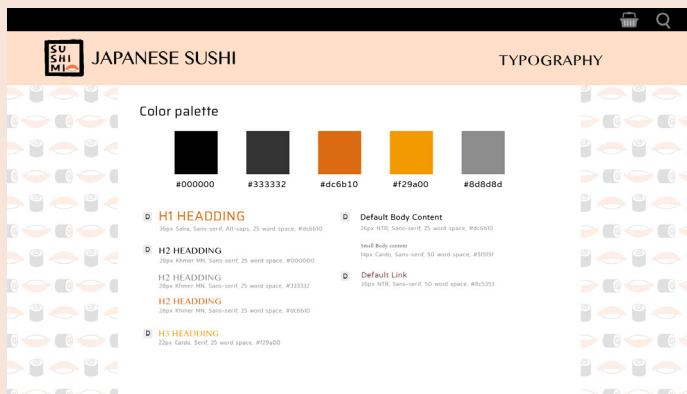 SU
SHI
MI
JAPANESE SUSHI
TYPOGRAPHY
Color palette
#000000
#333332
#dc6b10
#f29a00
#8d8d8d
D H1 HEADDING
36px Saira, Sans-serif, All-caps, 25 word space, #dc6b10
D H2 HEADDING
28px Khmer MN, Sans-serif, 25 word space, #000000
H2 HEADDING
28px Khmer MN, Sans-serif, 25 word space, #333332
H2 HEADDING
28px Khmer MN, Sans-serif, 25 word space, #dc6b10
D H3 HEADDING
22px Cardo, Serif, 25 word space, #f29a00
D Default Body Content
26px NTR, Sans-serif, 25 word space, #dc6b10
Small Body content
14px Cardo, Sans-serif, 50 word space,
D Default Link
26px NTR, Sans-serif, 50 word space, #8c5353